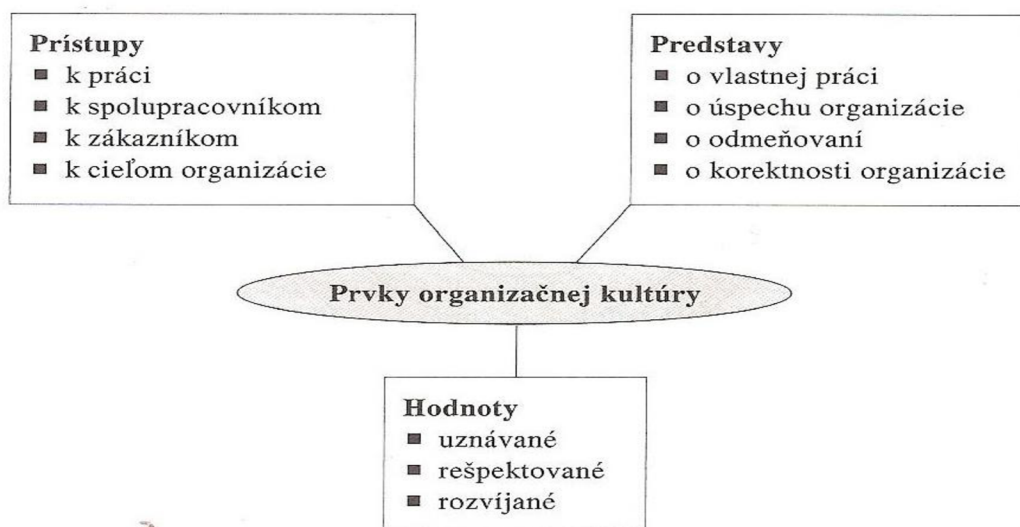 Prístupy
■ k práci
■ k spolupracovníkom
■ k zákazníkom
■ k cieľom organizácie
Predstavy
■ o vlastnej práci
■ o úspechu organizácie
■ o odmeňovaní
■ o korektnosti organizácie
Prvky organizačnej kultúry
Hodnoty
■ uznávané
■ rešpektované
■ rozvíjané